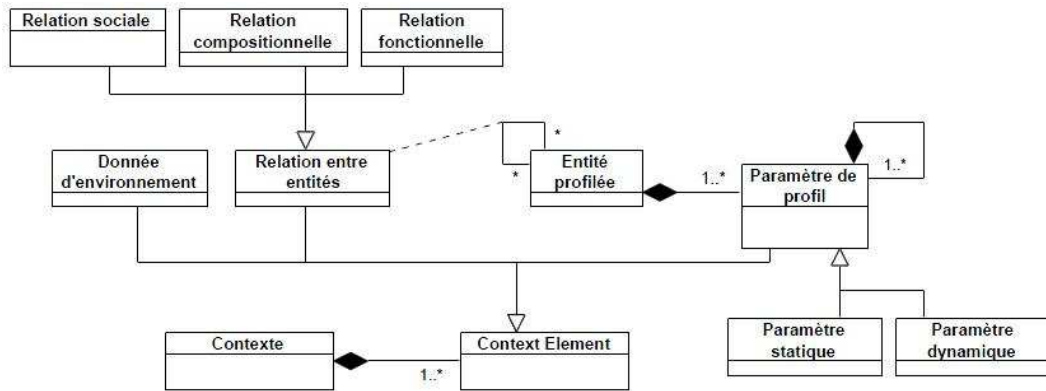 Relation sociale
Relation
compositionnelle
Relation
fonctionnelle
Donnée
d'environnement
Relation entre
entités
*
*
Entité
profilée
1..*
1..*
Paramètre de
profil
Contexte
1..*
Context Element
Paramètre
statique
Paramètre
dynamique